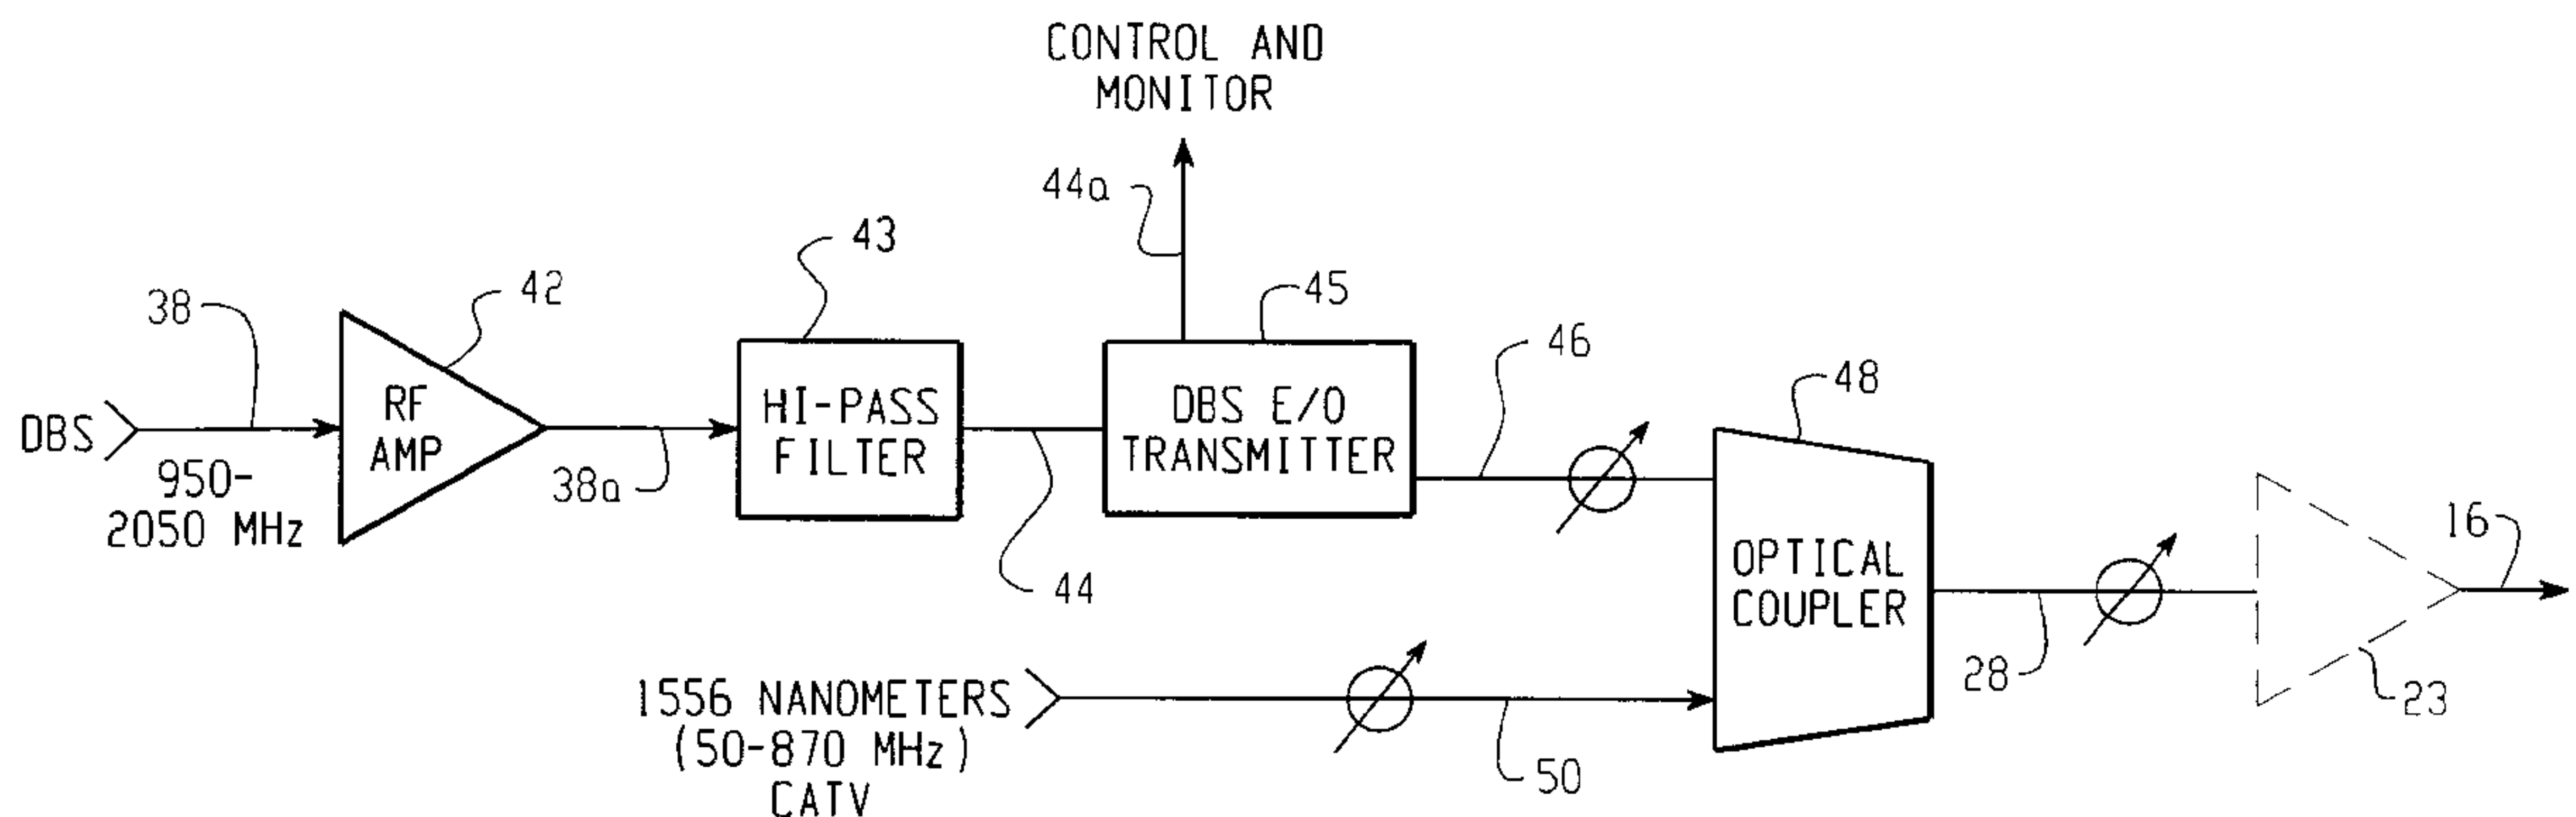 CONTROL AND
MONITOR
44a
43
42
38
45
46
48
DBS
RF
AMP
HI-PASS
FILTER
DBS E/O
TRANSMITTER
950-
2050 MHz
38a
44
OPTICAL
COUPLER
16
28
23
1556 NANOMETERS
(50-870 MHz)
CATV
50